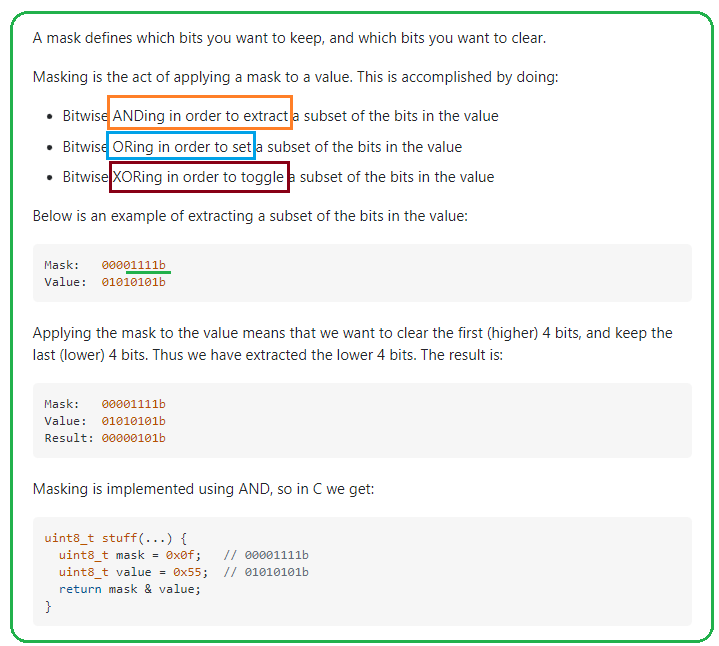 A mask defines which bits you want to keep, and which bits you want to clear.
Masking is the act of applying a mask to a value. This is accomplished by doing:
• Bitwise ANDing in order to extract a subset of the bits in the value
• Bitwise ORing in order to set a subset of the bits in the value
• Bitwise XORing in order to toggle a subset of the bits in the value
Below is an example of extracting a subset of the bits in the value:
Mask:   00001111b
Value:  01010101b
Applying the mask to the value means that we want to clear the first (higher) 4 bits, and keep the
last (lower) 4 bits. Thus we have extracted the lower 4 bits. The result is:
Mask:   00001111b
Value:  01010101b
Result: 00000101b
Masking is implemented using AND, so in C we get:
uint8_t stuff(...) {
  uint8_t mask = 0x0f;   // 00001111b
  uint8_t value = 0x55;  // 01010101b
  return mask & value;
}